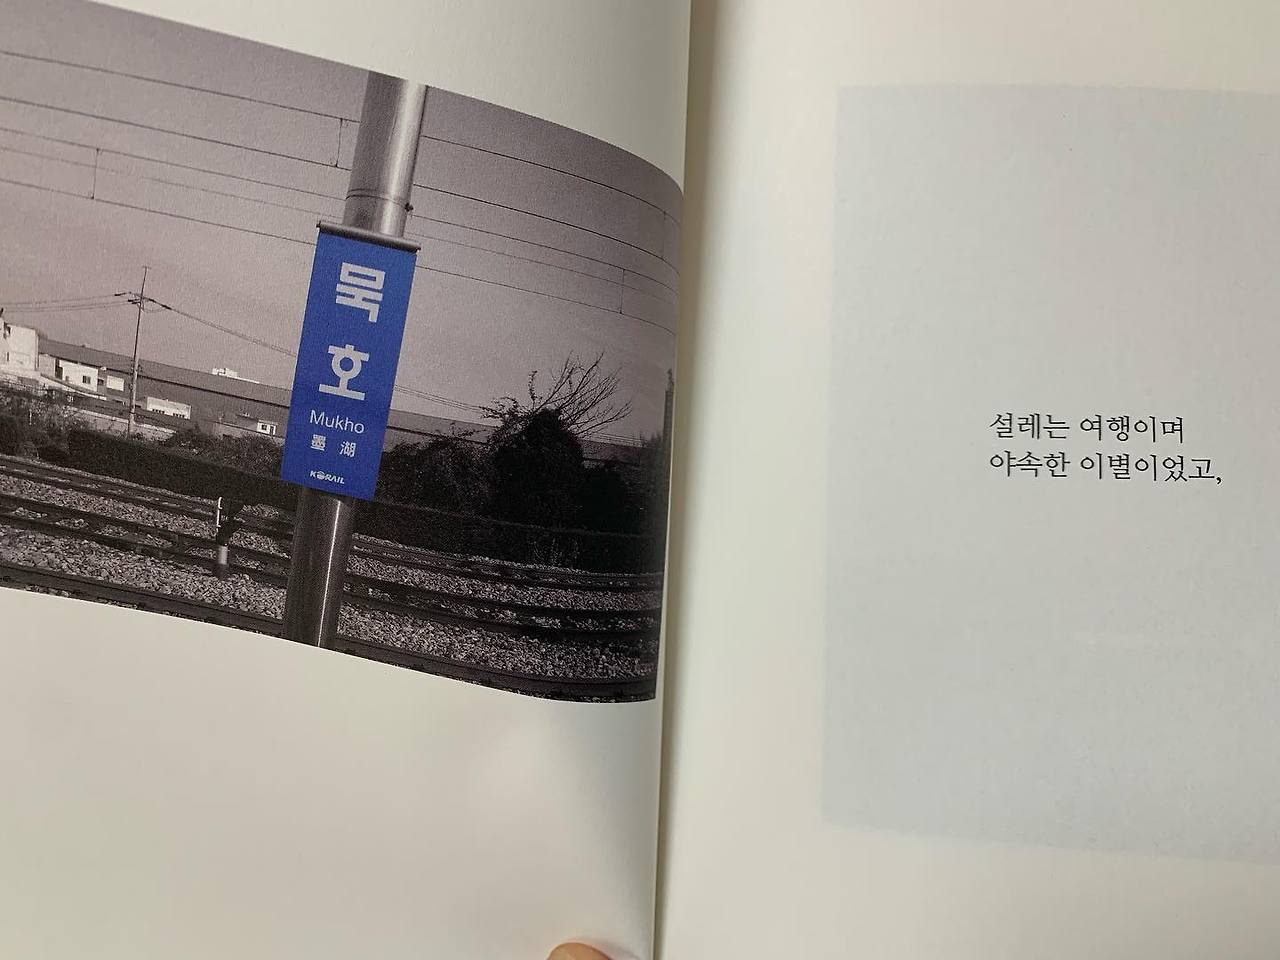 묵
호
Mukho
墨 湖
KORAIL
설레는 여행이며
야속한 이별이었고,